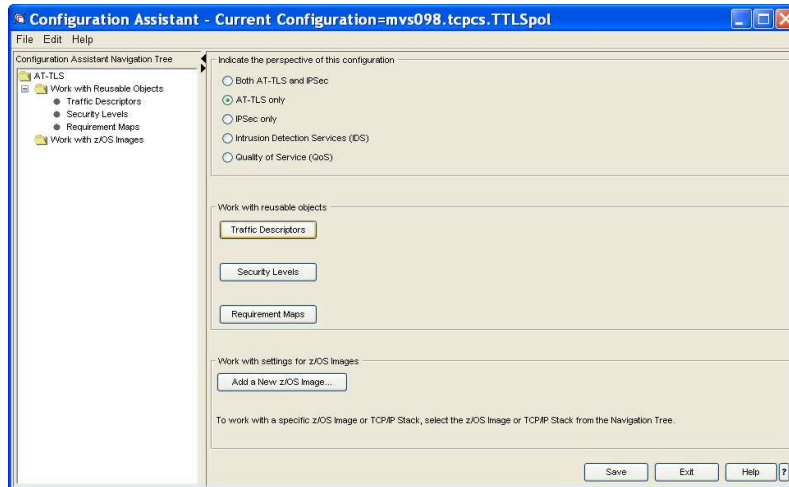 Configuration Assistant - Current Configuration=mvs098.tcpcs.TTLSpol
File Edit Help
Configuration Assistant Navigation Tree
AT-TLS
Work with Reusable Objects
Traffic Descriptors
Security Levels
Requirement Maps
Work with z/OS Images
Indicate the perspective of this configuration
Both AT-TLS and IPSec
AT-TLS only
IPSec only
Intrusion Detection Services (IDS)
Quality of Service (QoS)
Work with reusable objects
Traffic Descriptors
Security Levels
Requirement Maps
Work with settings for z/OS Images
Add a New z/OS Image...
To work with a specific z/OS Image or TCP/IP Stack, select the z/OS Image or TCP/IP Stack from the Navigation Tree.
Save Exit Help ?